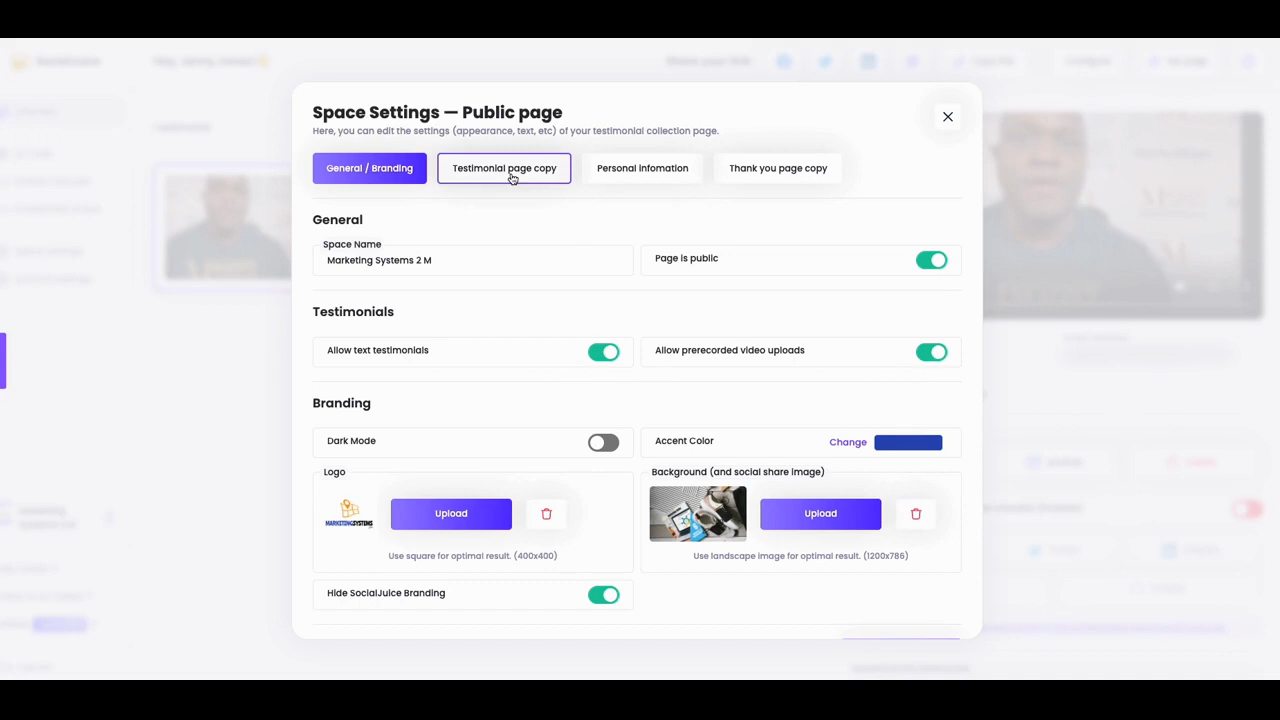 Space Settings — Public page
Here, you can edit the settings (appearance, text, etc) of your testimonial collection page.
General / Branding
Testimonial page copy
Personal infomation
Thank you page copy
General
Space Name
Marketing Systems 2 M
Page is public
Testimonials
Allow text testimonials
Allow prerecorded video uploads
Branding
Dark Mode
Accent Color
Change
Logo
Background (and social share image)
MARKETINGSYSTEMS
Upload
Upload
Use square for optimal result. (400x400)
Use landscape image for optimal result. (1200x786)
Hide SocialJuice Branding